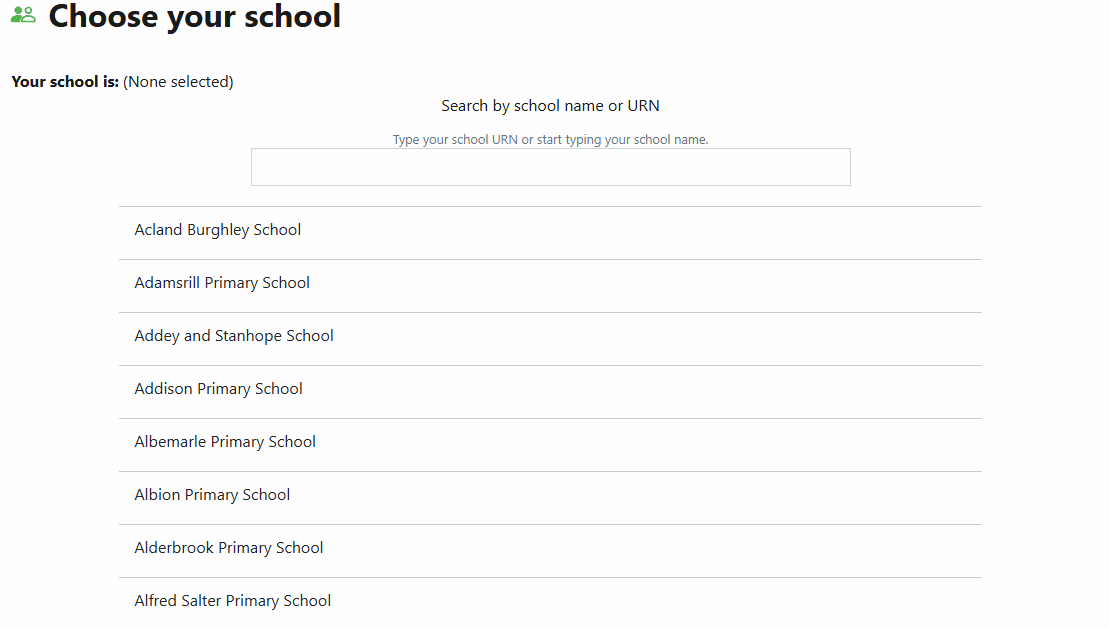 Choose your school
Your school is: (None selected)
Search by school name or URN
Type your school URN or start typing your school name.
Acland Burghley School
Adamsrill Primary School
Addey and Stanhope School
Addison Primary School
Albemarle Primary School
Albion Primary School
Alderbrook Primary School
Alfred Salter Primary School